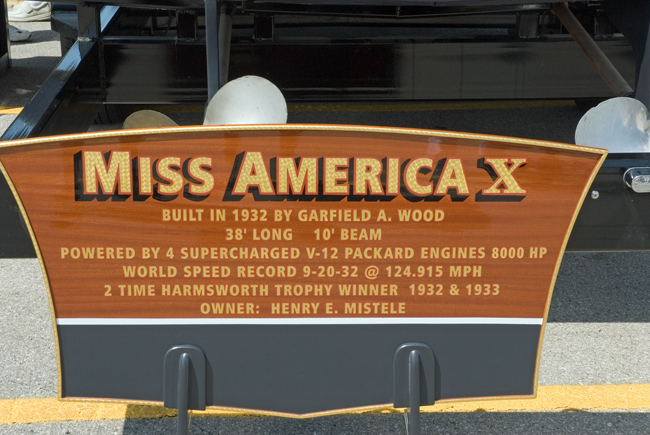 MISS AMERICA X
BUILT IN 1932 BY GARFIELD A. WOOD
38' LONG 10' BEAM
POWERED BY 4 SUPERCHARGED V-12 PACKARD ENGINES 8000 HP
WORLD SPEED RECORD 9-20-32 @ 124.915 MPH
2 TIME HARMSWORTH TROPHY WINNER 1932 & 1933
OWNER: HENRY E. MISTELE